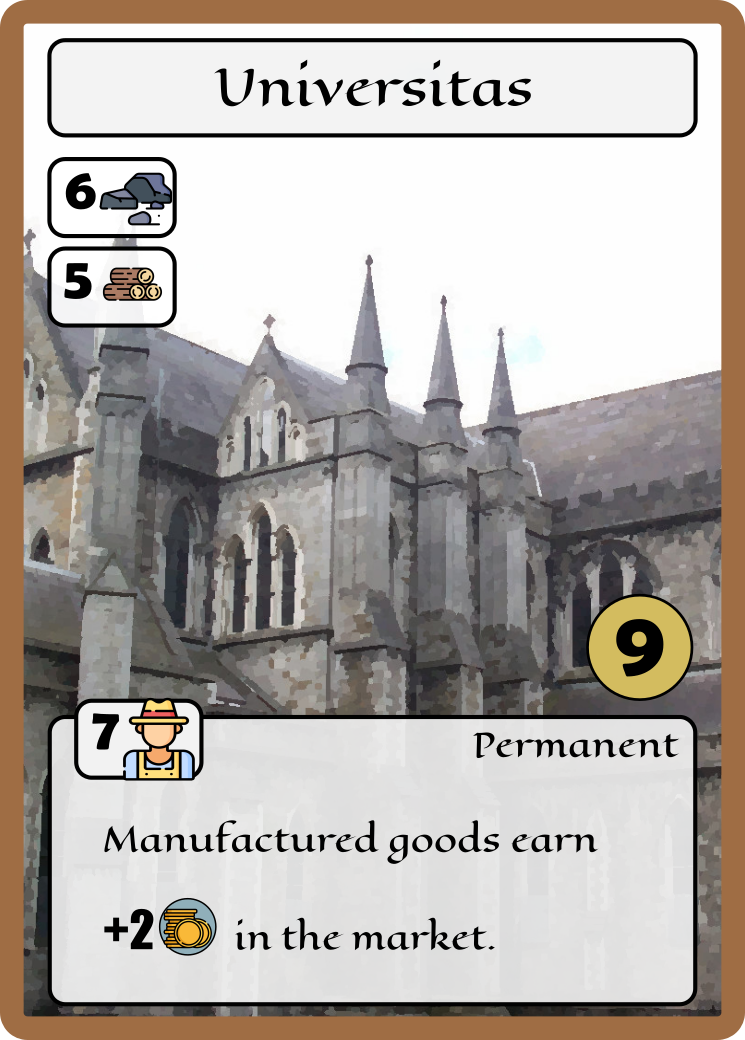 Universitas
6
5
9
7
Permanent
Manufactured goods earn
+2 in the market.